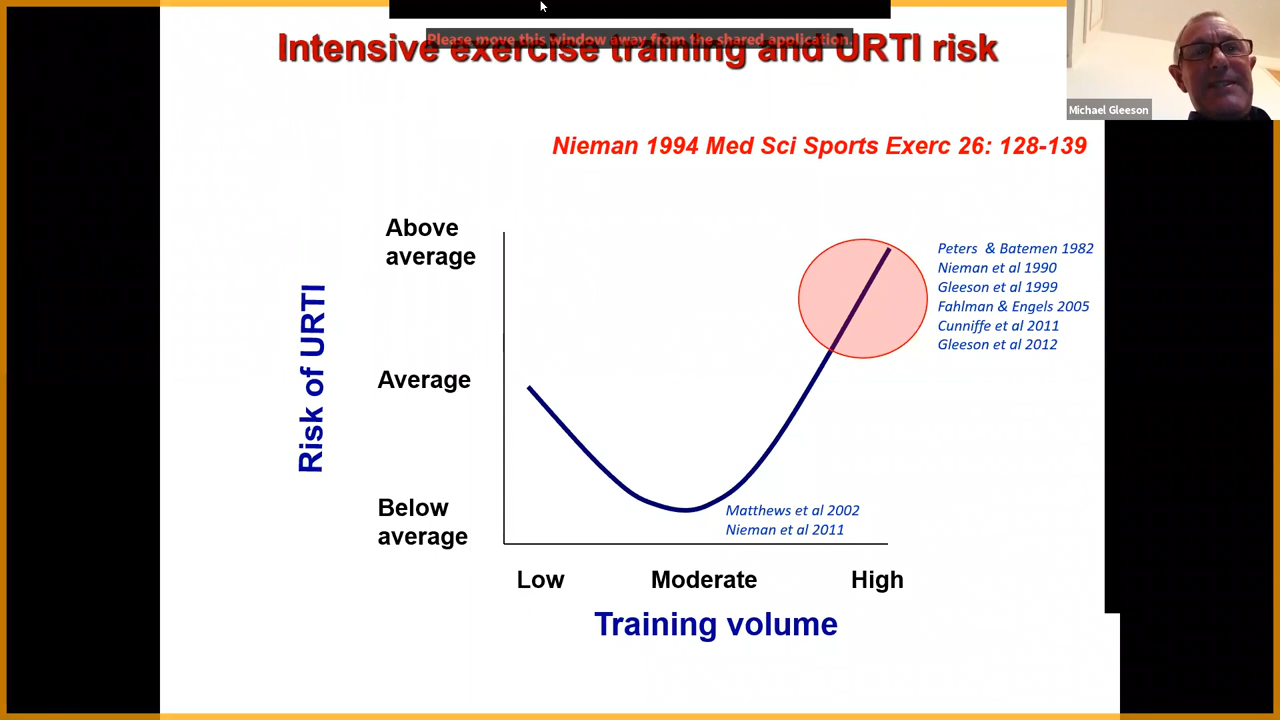 Please move this window away from the shared application.
Intensive exercise training and URTI risk
Michael Gleeson
Nieman 1994 Med Sci Sports Exerc 26: 128-139
Above
average
Peters & Batemen 1982
Nieman et al 1990
Gleeson et al 1999
Fahlman & Engels 2005
Cunniffe et al 2011
Gleeson et al 2012
Risk of URTI
Average
Below
average
Matthews et al 2002
Nieman et al 2011
Low Moderate High
Training volume